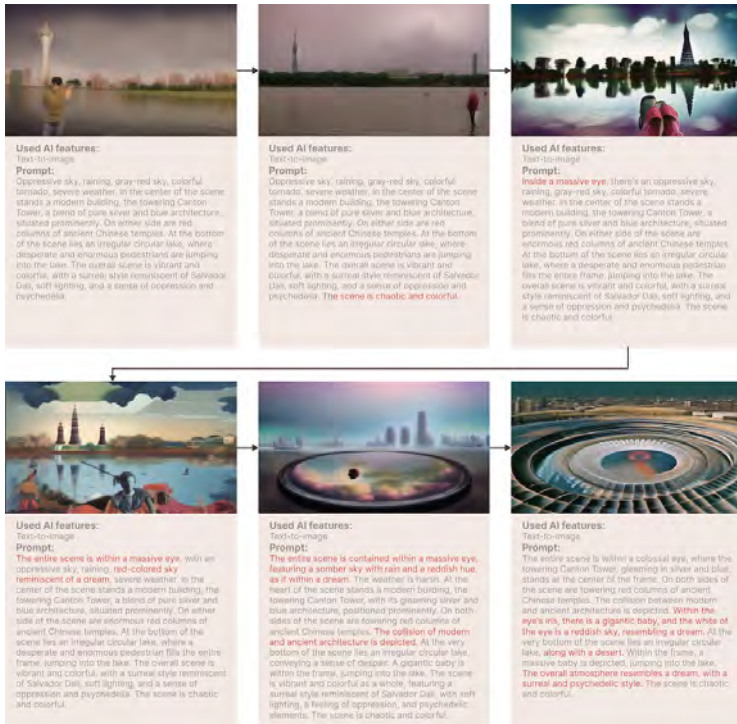 Used AI features:
Text-to-image
Prompt:
Oppressive sky, raining, gray-red sky, colorful
tornado, severe weather. In the center of the scene
stands a modern building, the towering Canton
Tower, a blend of pure silver and blue architecture,
situated prominently. On either side are red
columns of ancient Chinese temples. At the bottom
of the scene lies an irregular circular lake, where
desperate and enormous pedestrians are jumping
into the lake. The overall scene is vibrant and
colorful, with a surreal style reminiscent of Salvador
Dali, soft lighting, and a sense of oppression and
psychedelia.
Used AI features:
Text-to-image
Prompt:
Oppressive sky, raining, gray-red sky, colorful
tornado, severe weather. In the center of the scene
stands a modern building, the towering Canton
Tower, a blend of pure silver and blue architecture,
situated prominently. On either side are red
columns of ancient Chinese temples. At the bottom
of the scene lies an irregular circular lake, where
desperate and enormous pedestrians are jumping
into the lake. The overall scene is vibrant and
colorful, with a surreal style reminiscent of Salvador
Dali, soft lighting, and a sense of oppression and
psychedelia. The scene is chaotic and colorful.
Used AI features:
Text-to-image
Prompt:
Inside a massive eye, there's an oppressive sky,
raining, gray-red sky, colorful tornado, severe
weather. In the center of the scene stands a
modern building, the towering Canton Tower, a
blend of pure silver and blue architecture, situated
prominently. On either side of the scene are
enormous red columns of ancient Chinese temples.
At the bottom of the scene lies an irregular circular
lake, where a desperate and enormous pedestrian
fills the entire frame, jumping into the lake. The
overall scene is vibrant and colorful, with a surreal
style reminiscent of Salvador Dali, soft lighting, and
a sense of oppression and psychedelia. The scene
is chaotic and colorful.
Used AI features:
Text-to-image
Prompt:
The entire scene is within a massive eye, with an
oppressive sky, raining, red-colored sky
reminiscent of a dream, severe weather. In the
center of the scene stands a modern building, the
towering Canton Tower, a blend of pure silver and
blue architecture, situated prominently. On either
side of the scene are enormous red columns of
ancient Chinese temples. At the bottom of the
scene lies an irregular circular lake, where a
desperate and enormous pedestrian fills the entire
frame, jumping into the lake. The overall scene is
vibrant and colorful, with a surreal style reminiscent
of Salvador Dali, soft lighting, and a sense of
oppression and psychedelia. The scene is chaotic
and colorful.
Used AI features:
Text-to-image
Prompt:
The entire scene is contained within a massive eye,
featuring a somber sky with rain and a reddish hue,
as if within a dream. The weather is harsh. At the
heart of the scene stands, a modern building, the
towering Canton Tower, with its gleaming silver and
blue architecture, positioned prominently. On both
sides of the scene are towering red columns of
ancient Chinese temples. The collision of modern
and ancient architecture is depicted. At the very
bottom of the scene lies an irregular circular lake,
conveying a sense of despair. A gigantic baby is
within the frame, jumping into the lake. The scene
is vibrant and colorful as a whole, featuring a
surreal style reminiscent of Salvador Dali, with soft
lighting, a feeling of oppression, and psychedelic
elements. The scene is chaotic and colorful.
Used AI features:
Text-to-image
Prompt:
The entire scene is within a colossal eye, where the
towering Canton Tower, gleaming in silver and blue,
stands at the center of the frame. On both sides of
the scene are towering red columns of ancient
Chinese temples. The collision between modern
and ancient architecture is depicted. Within the
eye's iris, there is a gigantic baby, and the white of
the eye is a reddish sky, resembling a dream. At the
very bottom of the scene lies an irregular circular
lake, along with a desert. Within the frame, a
massive baby is depicted, jumping into the lake.
The overall atmosphere resembles a dream, with a
surreal and psychedelic style. The scene is chaotic
and colorful.